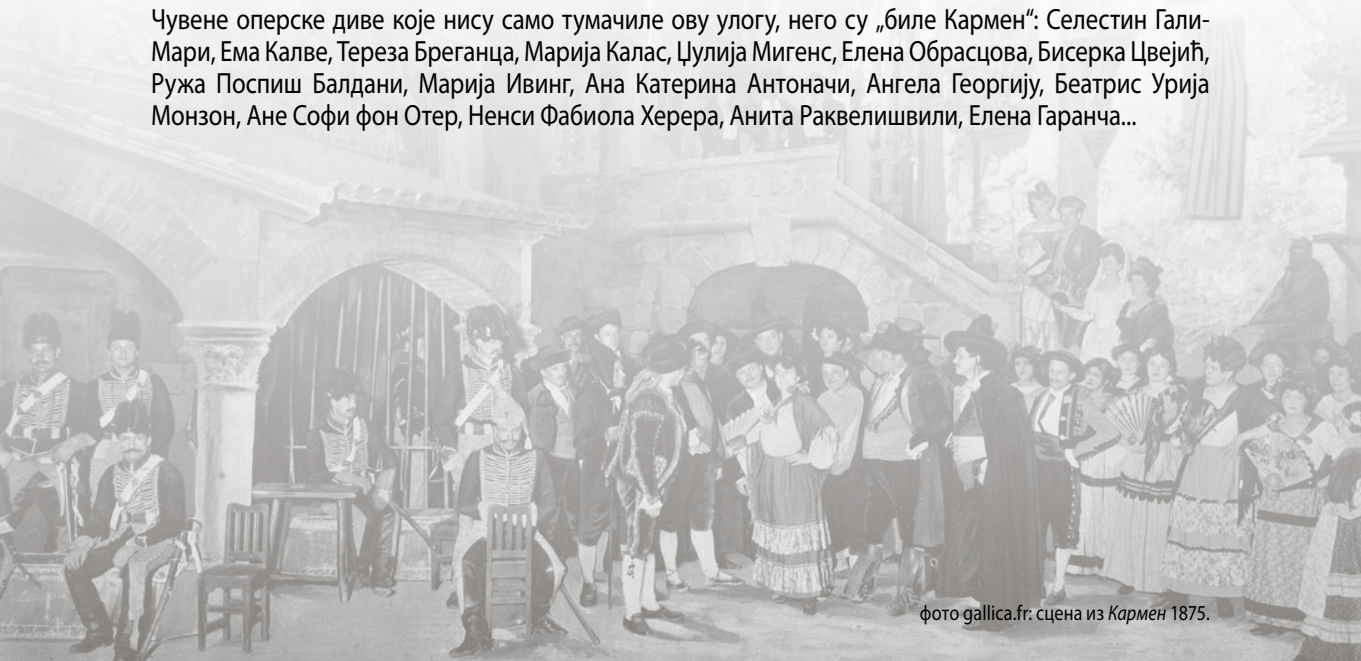 Чувене оперске диве које нису само тумачиле ову улогу, него су „биле Кармен“: Селестин Гали-
Мари, Ема Калве, Тереза Бреганца, Марија Калас, Џулија Мигенс, Елена Обрасцова, Бисерка Цвејић,
Ружа Поспиш Балдани, Марија Ивинг, Ана Катерина Антоначи, Ангела Георгију, Беатрис Урија
Монзон, Ане Софи фон Отер, Ненси Фабиола Херера, Анита Раквелишвили, Елена Гаранча...
фото gallica.fr: сцена из Кармен 1875.